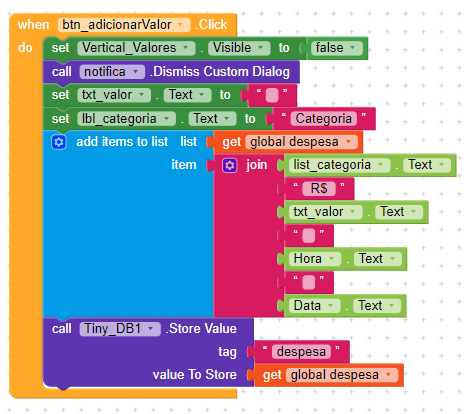 when btn_adicionarValor . Click
do set Vertical_Valores . Visible to false
call notifica . Dismiss Custom Dialog
set txt_valor . Text to “ ”
set lbl_categoria . Text to “ Categoria ”
add items to list list get global despesa
item join list_categoria . Text
“ R$ ”
txt_valor . Text
“ ”
Hora . Text
“ ”
Data . Text
call Tiny_DB1 . Store Value
tag “ despesa ”
value To Store get global despesa